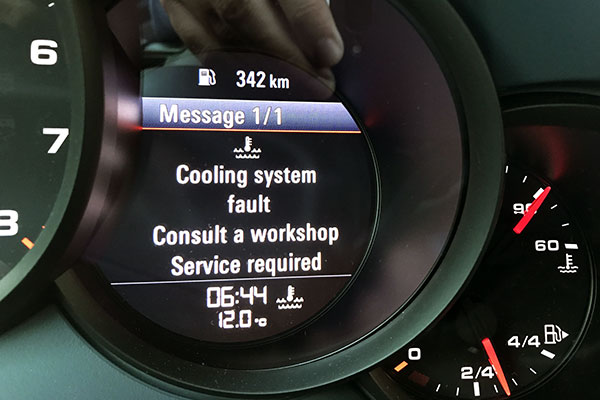 6
7
342 km
Message 1/1
Cooling system
fault
Consult a workshop
Service required
06:44
12.0 °C
90
60
0
2/4
4/4